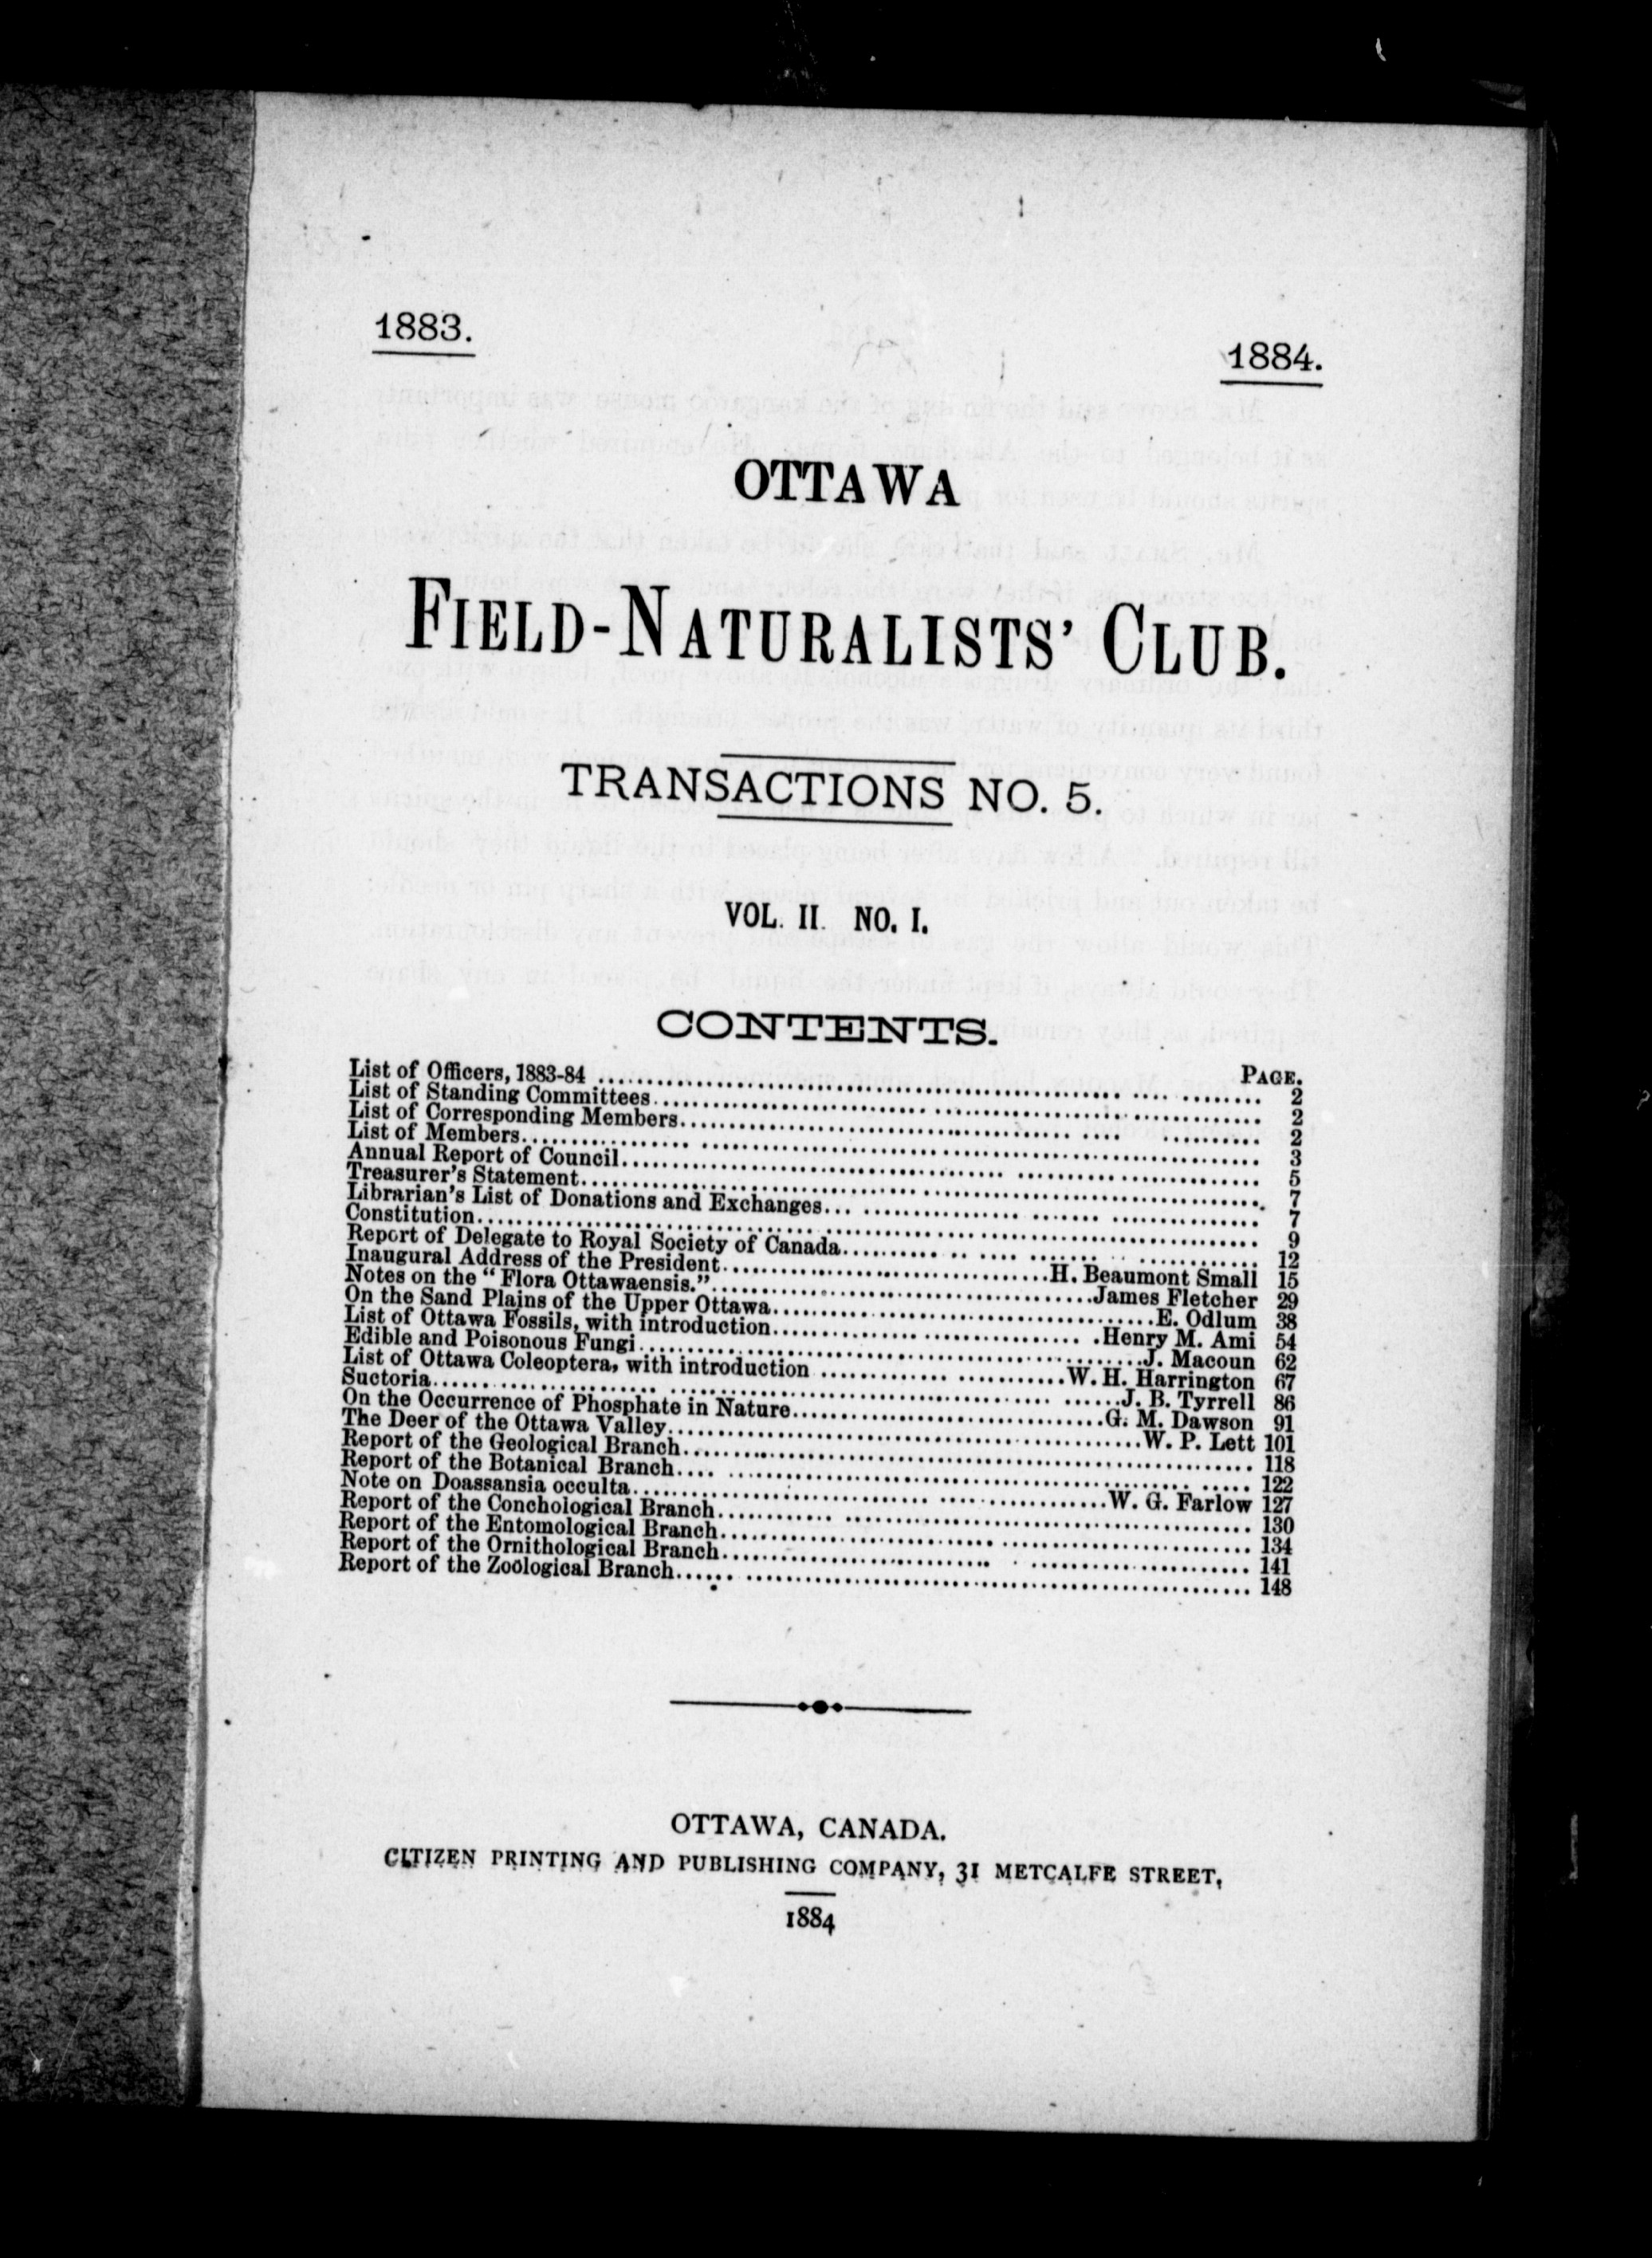 1883.
1884.
OTTAWA
FIELD-NATURALISTS' CLUB.
TRANSACTIONS NO. 5.
VOL. II. NO. I.
CONTENTS.
PAGE.
List of Officers, 1883-84 ........ 2
List of Standing Committees........ 2
List of Corresponding Members........ 2
List of Members........ 3
Annual Report of Council........ 5
Treasurer's Statement........ 7
Librarian's List of Donations and Exchanges........ 7
Constitution........ 9
Report of Delegate to Royal Society of Canada........ 12
Inaugural Address of the President........H. Beaumont Small 15
Notes on the "Flora Ottawaensis."........James Fletcher 29
On the Sand Plains of the Upper Ottawa........E. Odlum 38
List of Ottawa Fossils, with introduction........Henry M. Ami 54
Edible and Poisonous Fungi........J. Macoun 62
List of Ottawa Coleoptera, with introduction ........W. H. Harrington 67
Suctoria........J. B. Tyrrell 86
On the Occurrence of Phosphate in Nature........G. M. Dawson 91
The Deer of the Ottawa Valley........W. P. Lett 101
Report of the Geological Branch........ 118
Report of the Botanical Branch........ 122
Note on Doassansia occulta........W. G. Farlow 127
Report of the Conchological Branch........ 130
Report of the Entomological Branch........ 134
Report of the Ornithological Branch........ 141
Report of the Zoological Branch........ 148
OTTAWA, CANADA.
CITIZEN PRINTING AND PUBLISHING COMPANY, 31 METCALFE STREET,
1884